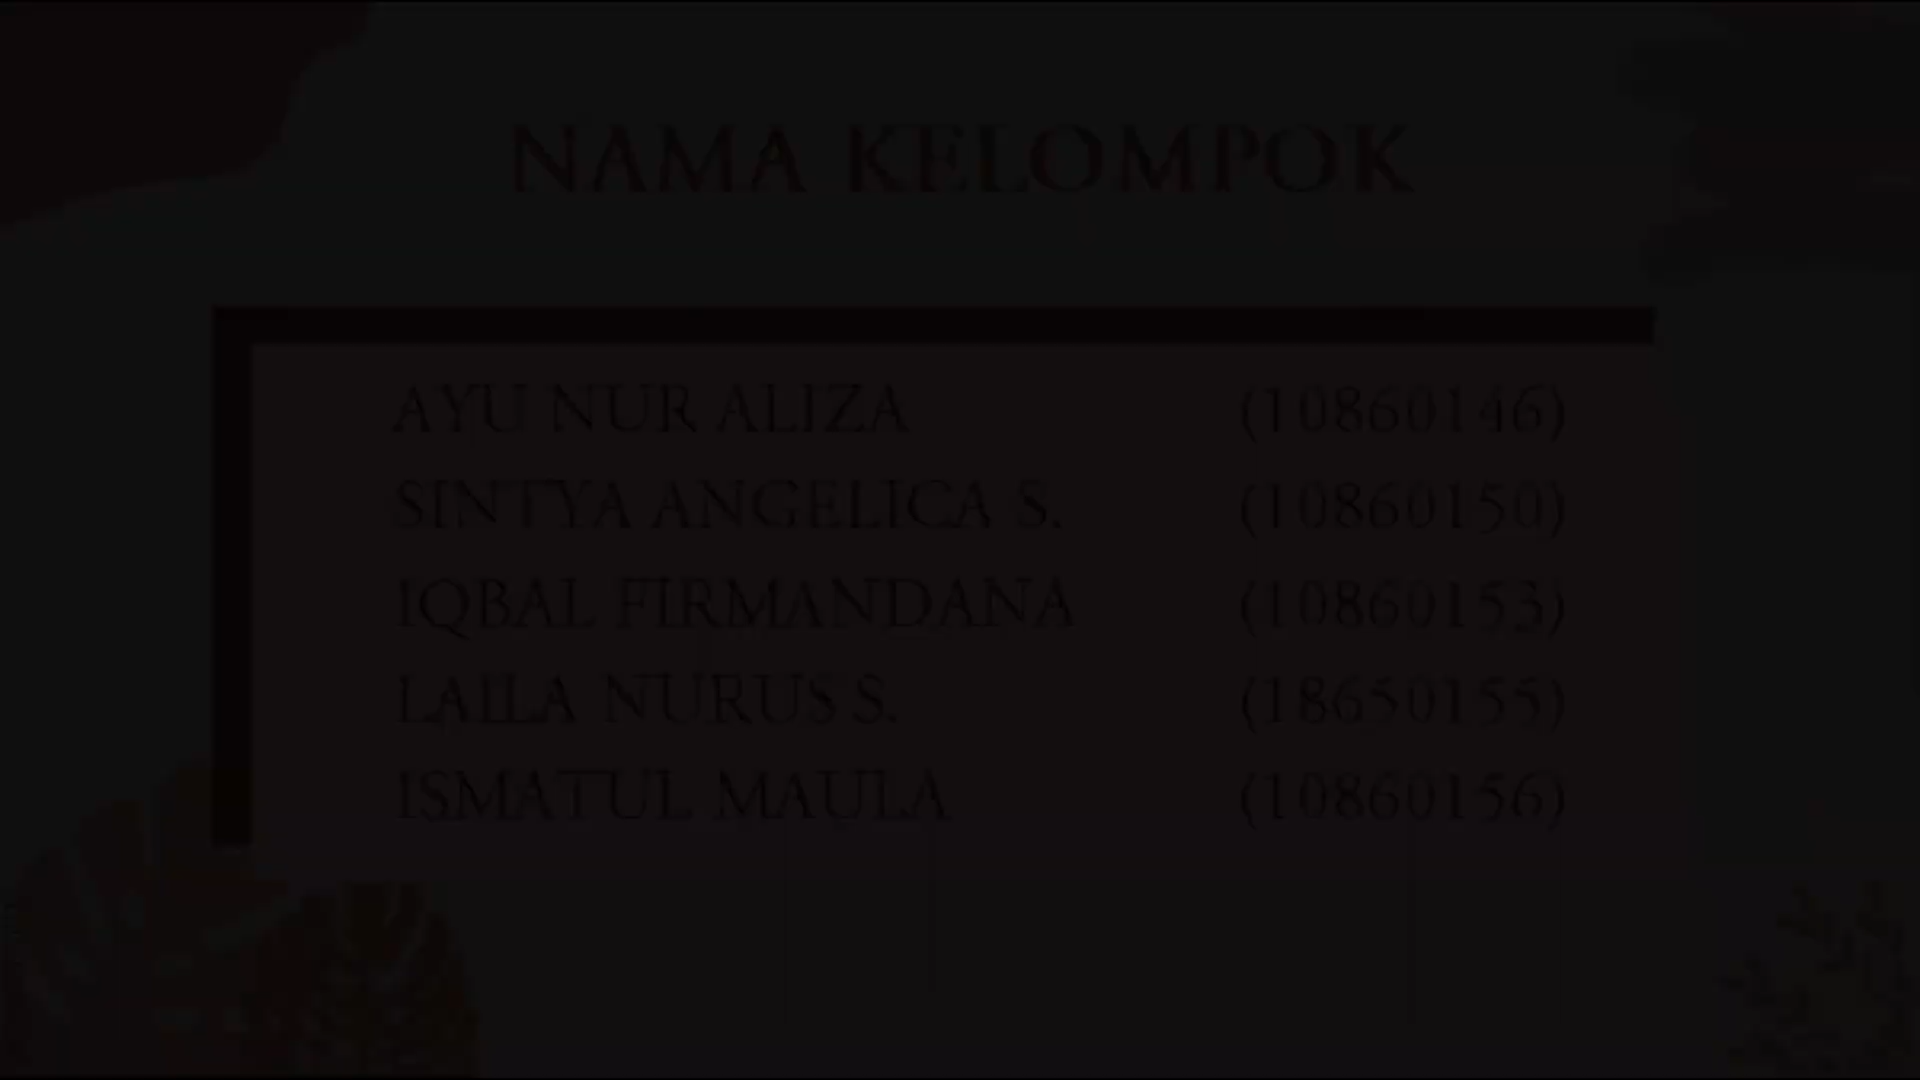 NAMA KELOMPOK
AYU NUR ALIZA (10860146)
SINTYA ANGELICA S. (10860150)
IQBAL FIRMANDANA (10860153)
LAILA NURUS S. (18650155)
ISMATUL MAULA (10860156)